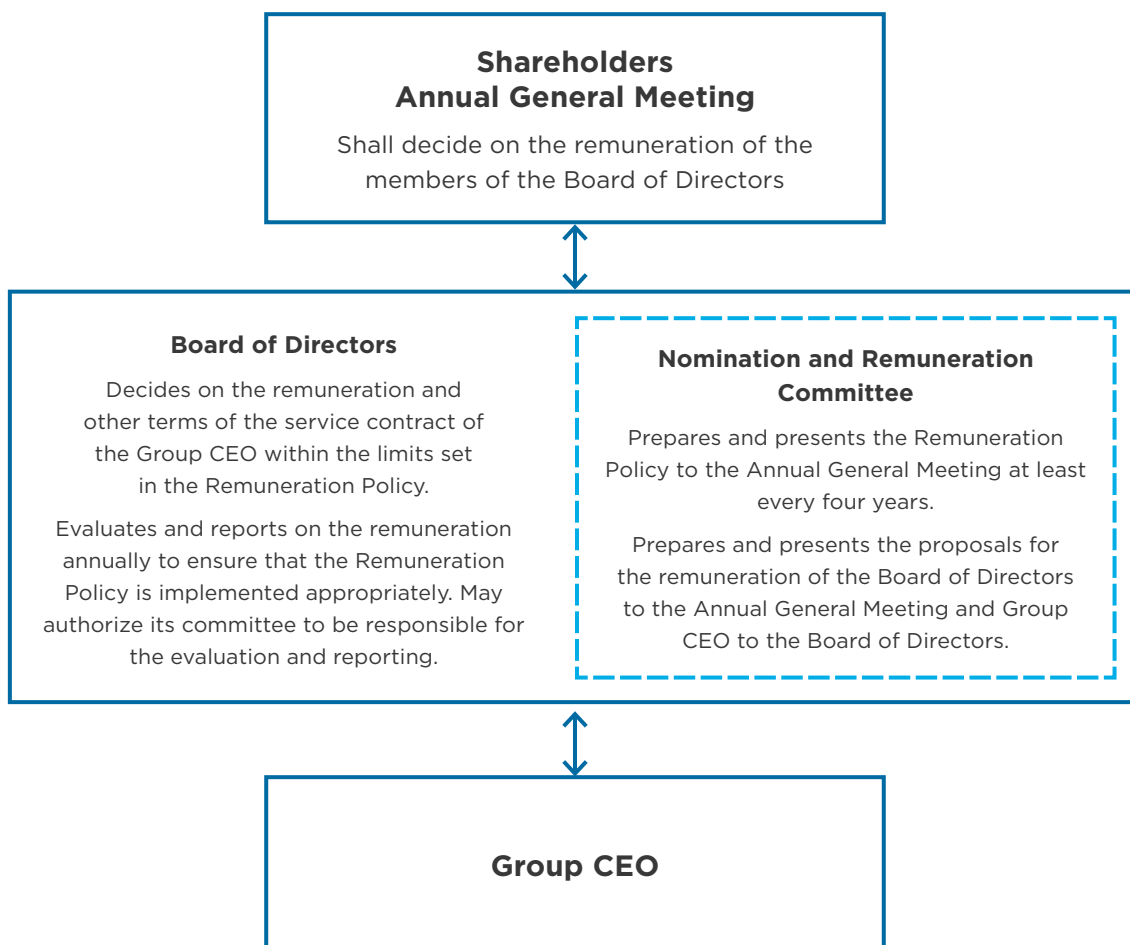 Shareholders
Annual General Meeting
Shall decide on the remuneration of the
members of the Board of Directors
Board of Directors
Decides on the remuneration and
other terms of the service contract of
the Group CEO within the limits set
in the Remuneration Policy.
Evaluates and reports on the remuneration
annually to ensure that the Remuneration
Policy is implemented appropriately. May
authorize its committee to be responsible for
the evaluation and reporting.
Nomination and Remuneration
Committee
Prepares and presents the Remuneration
Policy to the Annual General Meeting at least
every four years.
Prepares and presents the proposals for
the remuneration of the Board of Directors
to the Annual General Meeting and Group
CEO to the Board of Directors.
Group CEO